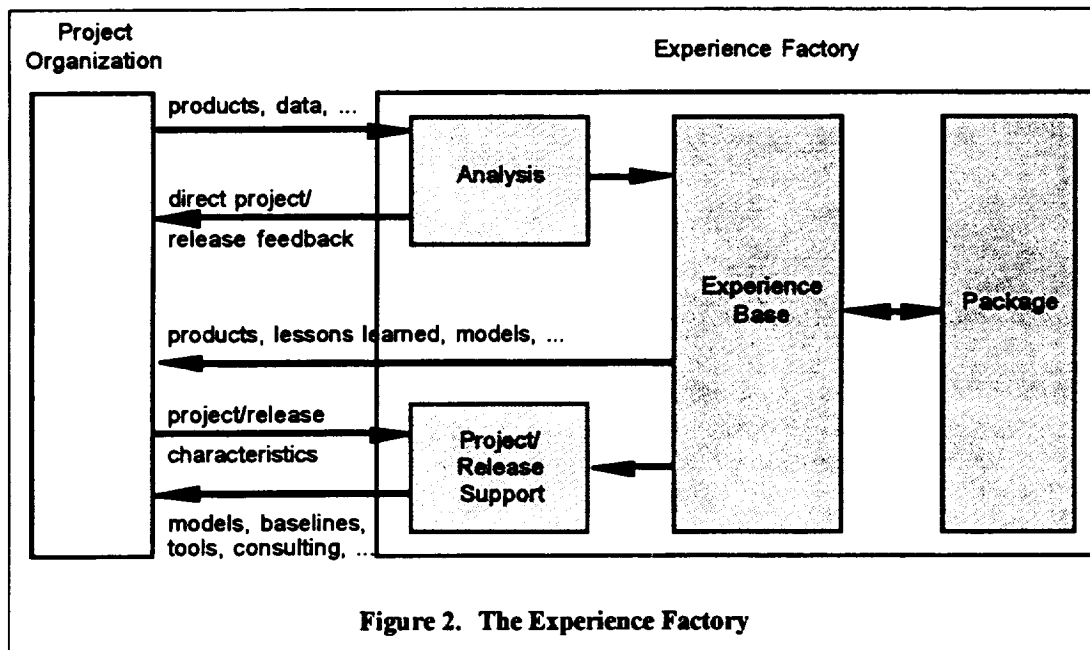 Project
Organization
Experience Factory
products, data, ...
Analysis
direct project/
release feedback
Experience
Base
Package
products, lessons learned, models, ...
project/release
characteristics
Project/
Release
Support
models, baselines,
tools, consulting, ...
Figure 2. The Experience Factory